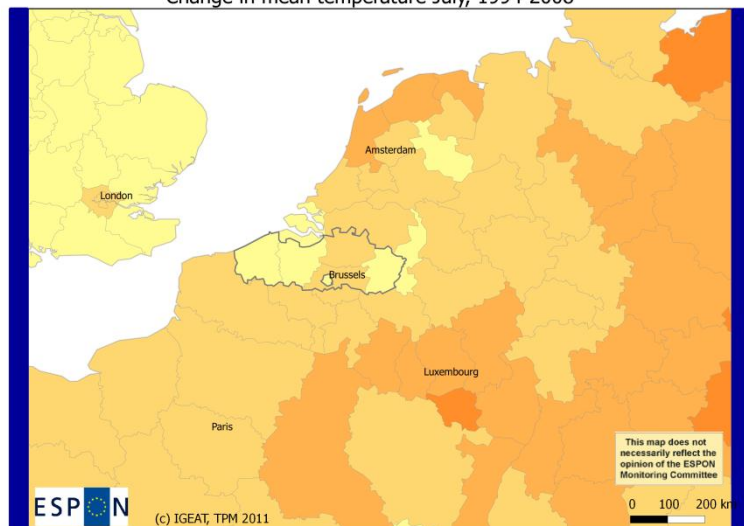 Change in mean temperature July, 1994-2008
London
Amsterdam
Brussels
Luxembourg
Paris
This map does not
necessarily reflect the
opinion of the ESPON
Monitoring Committee
ESPON
(c) IGEAT, TPM 2011
0 100 200 km